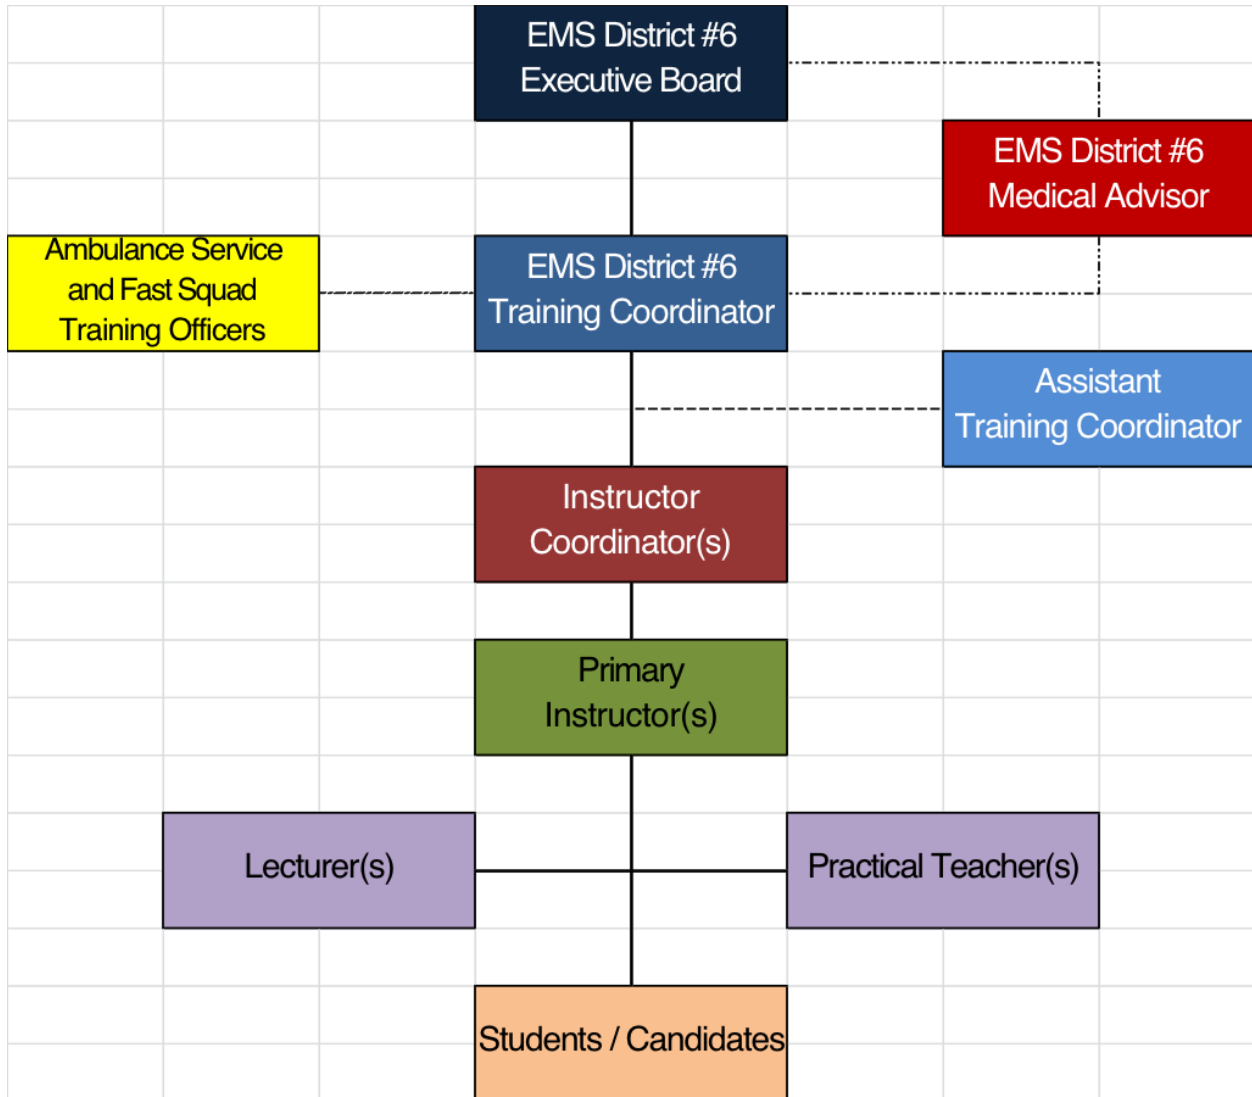 EMS District #6
Executive Board
EMS District #6
Medical Advisor
Ambulance Service
and Fast Squad
Training Officers
EMS District #6
Training Coordinator
Assistant
Training Coordinator
Instructor
Coordinator(s)
Primary
Instructor(s)
Lecturer(s)
Practical Teacher(s)
Students / Candidates